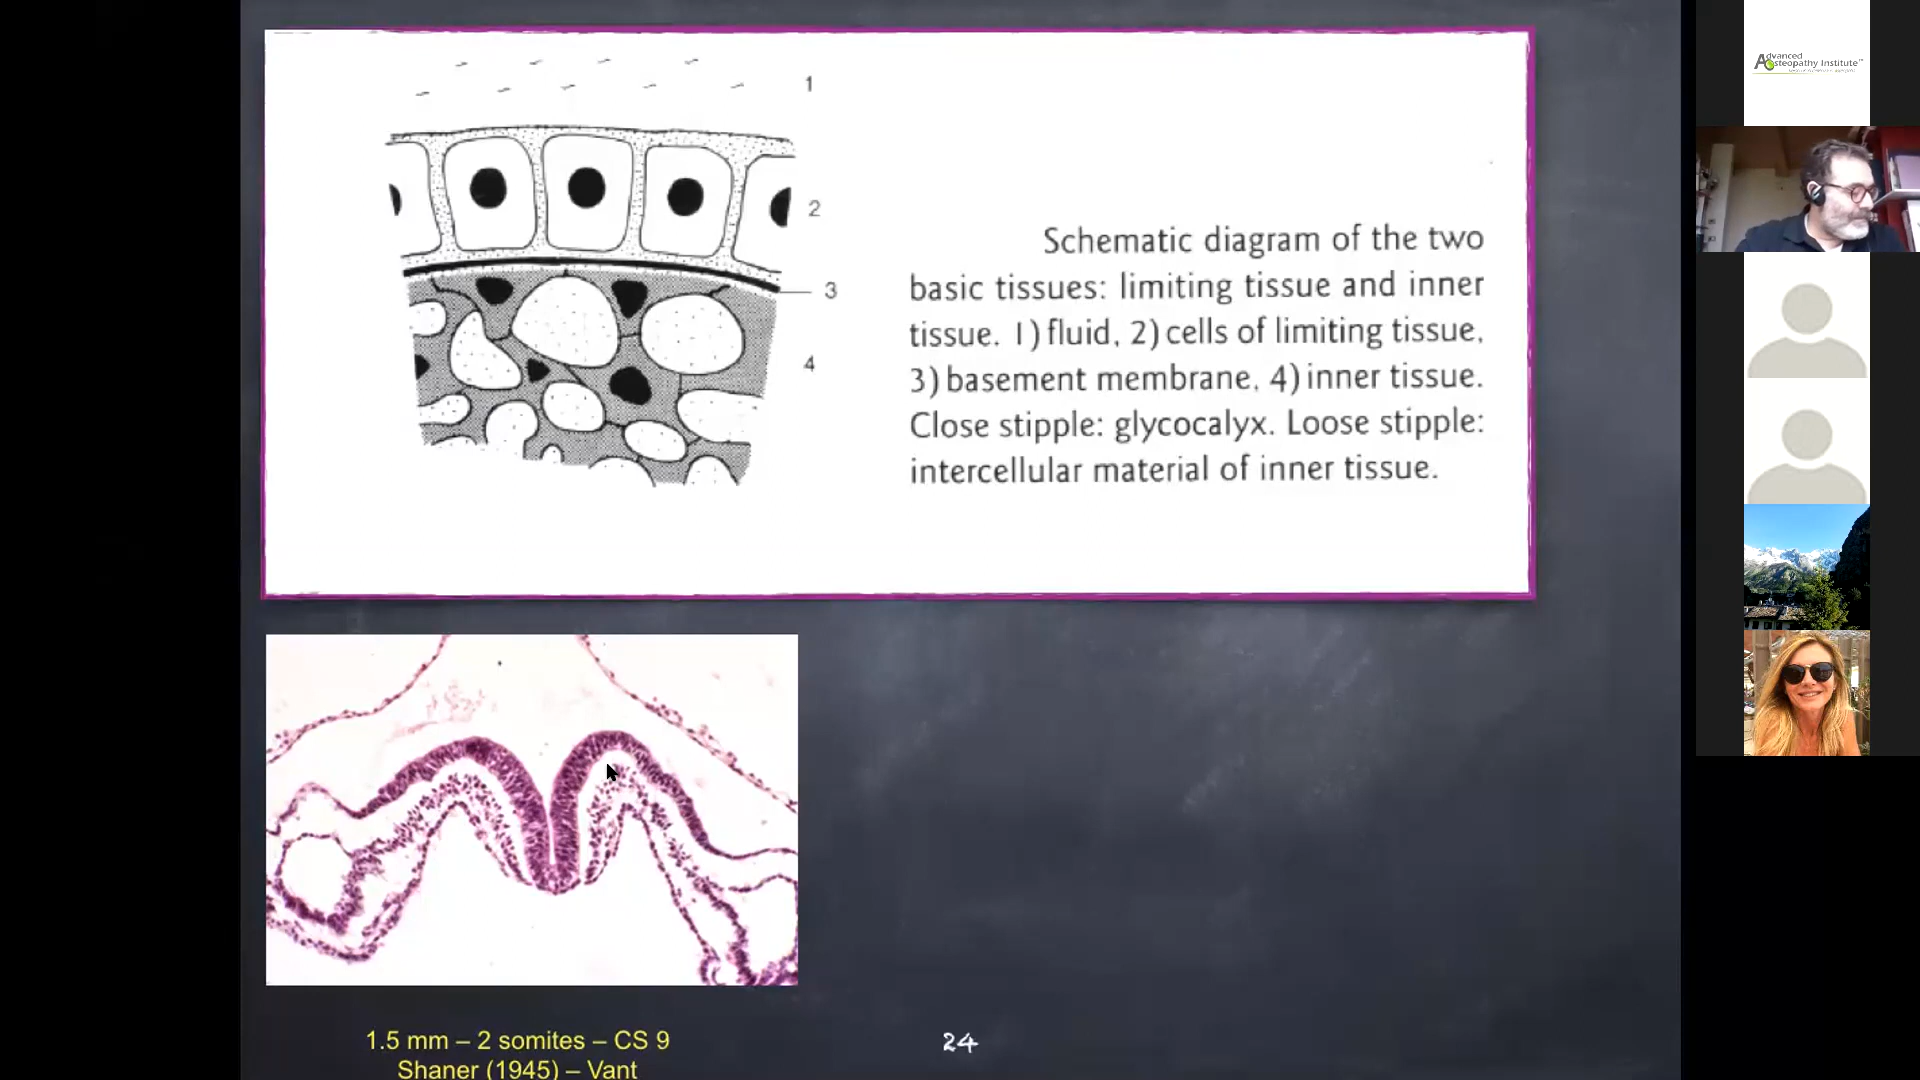 1
2
3
4
Schematic diagram of the two
basic tissues: limiting tissue and inner
tissue. 1) fluid, 2) cells of limiting tissue,
3) basement membrane, 4) inner tissue.
Close stipple: glycocalyx. Loose stipple:
intercellular material of inner tissue.
1.5 mm – 2 somites – CS 9
Shaner (1945) – Vant
24
Advanced
Osteopathy Institute™